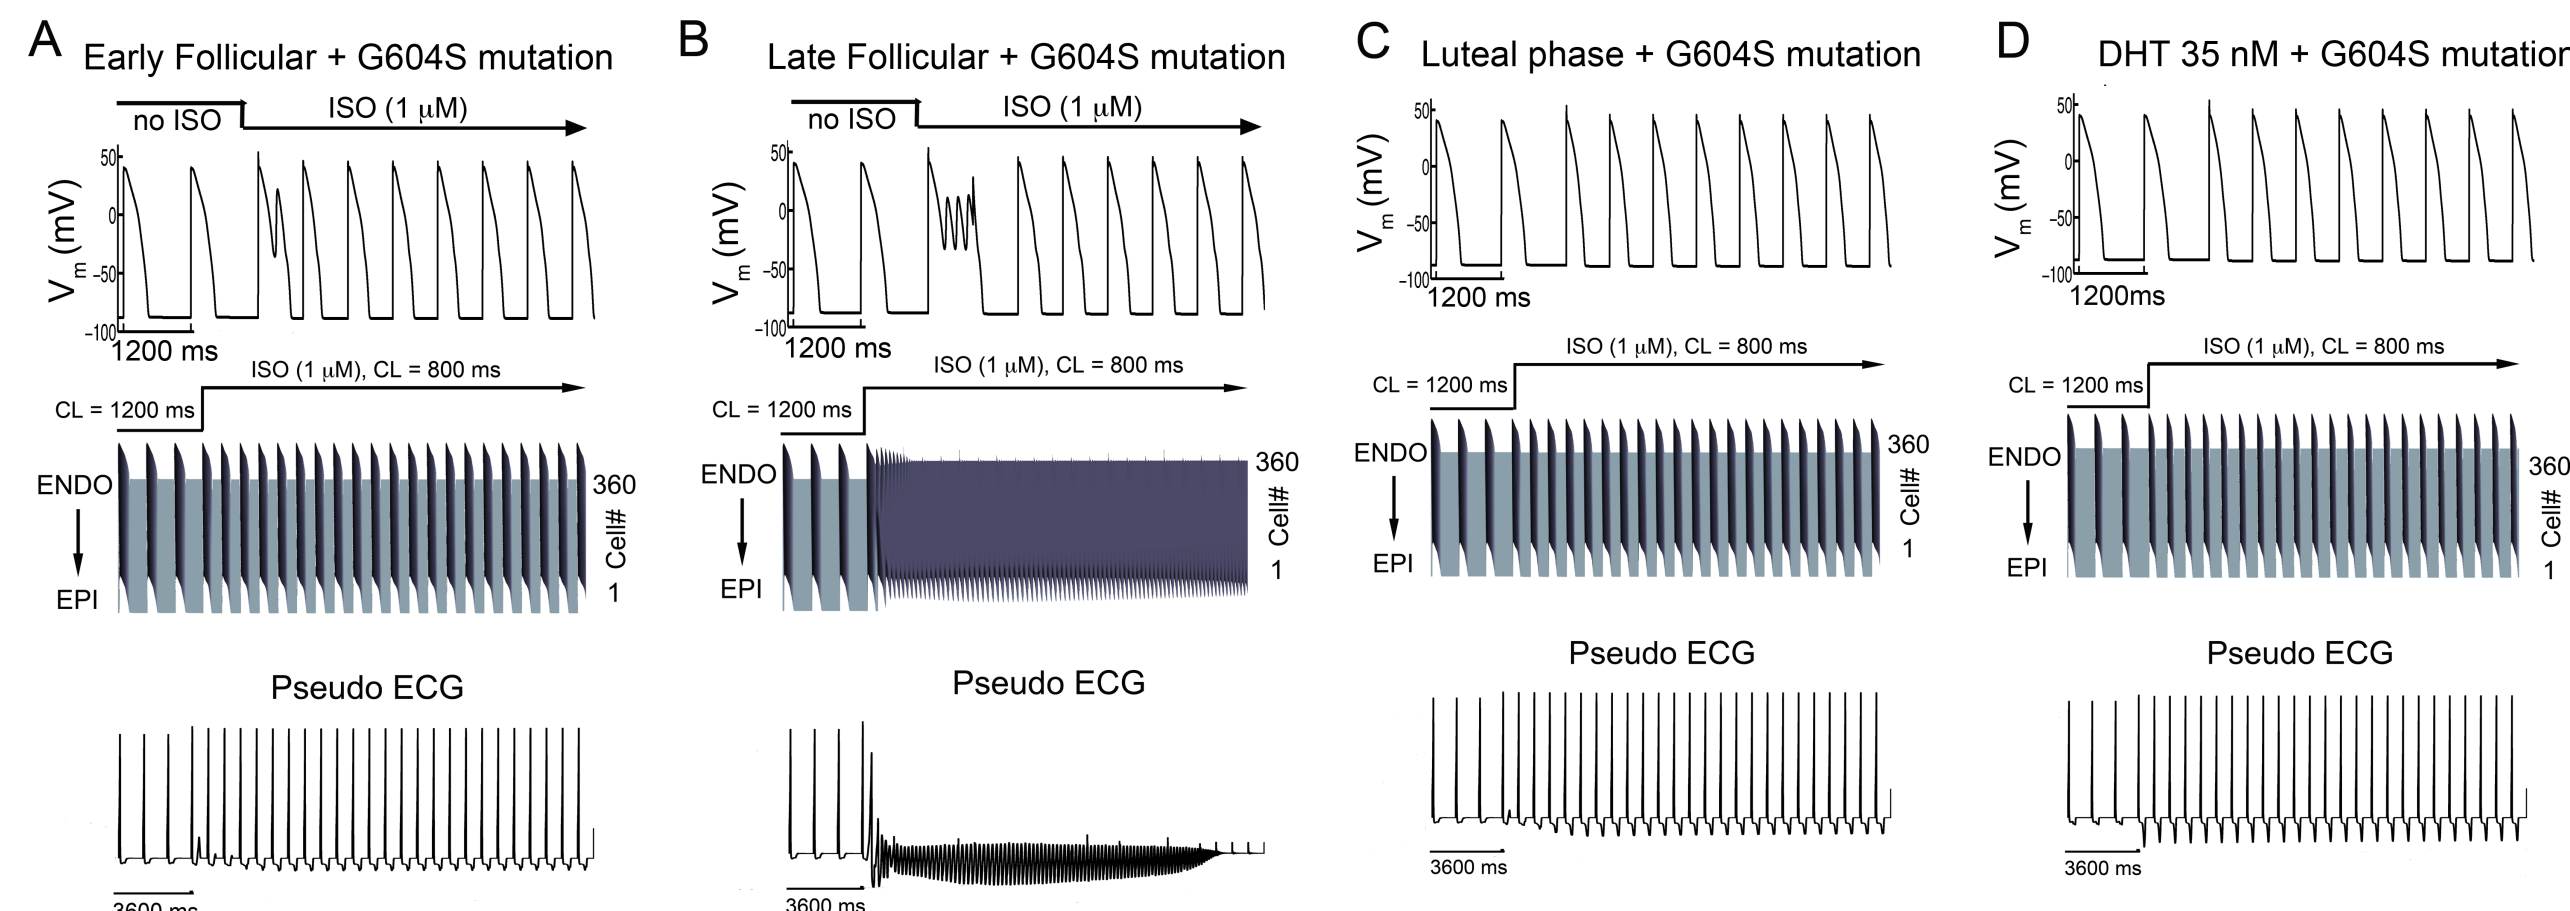 A
Early Follicular + G604S mutation
no ISO
ISO (1 μM)
Vm (mV)
50
0
−50
−100
1200 ms
ISO (1 μM), CL = 800 ms
CL = 1200 ms
ENDO
EPI
360
Cell#
1
Pseudo ECG
3600 ms
B
Late Follicular + G604S mutation
no ISO
ISO (1 μM)
Vm (mV)
50
0
−50
−100
1200 ms
ISO (1 μM), CL = 800 ms
CL = 1200 ms
ENDO
EPI
360
Cell#
1
Pseudo ECG
3600 ms
C
Luteal phase + G604S mutation
Vm (mV)
50
0
−50
−100
1200 ms
ISO (1 μM), CL = 800 ms
CL = 1200 ms
ENDO
EPI
360
Cell#
1
Pseudo ECG
3600 ms
D
DHT 35 nM + G604S mutation
Vm (mV)
50
0
−50
−100
1200ms
ISO (1 μM), CL = 800 ms
CL = 1200 ms
ENDO
EPI
360
Cell#
1
Pseudo ECG
3600 ms